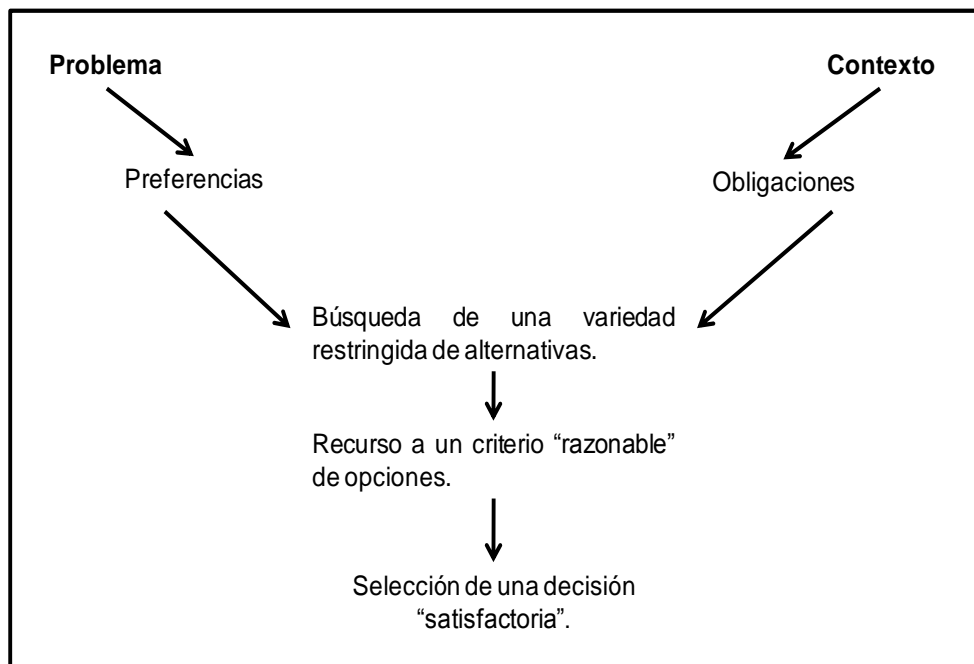 Problema
Contexto
Preferencias
Obligaciones
Búsqueda de una variedad
restringida de alternativas.
Recurso a un criterio “razonable”
de opciones.
Selección de una decisión
“satisfactoria”.